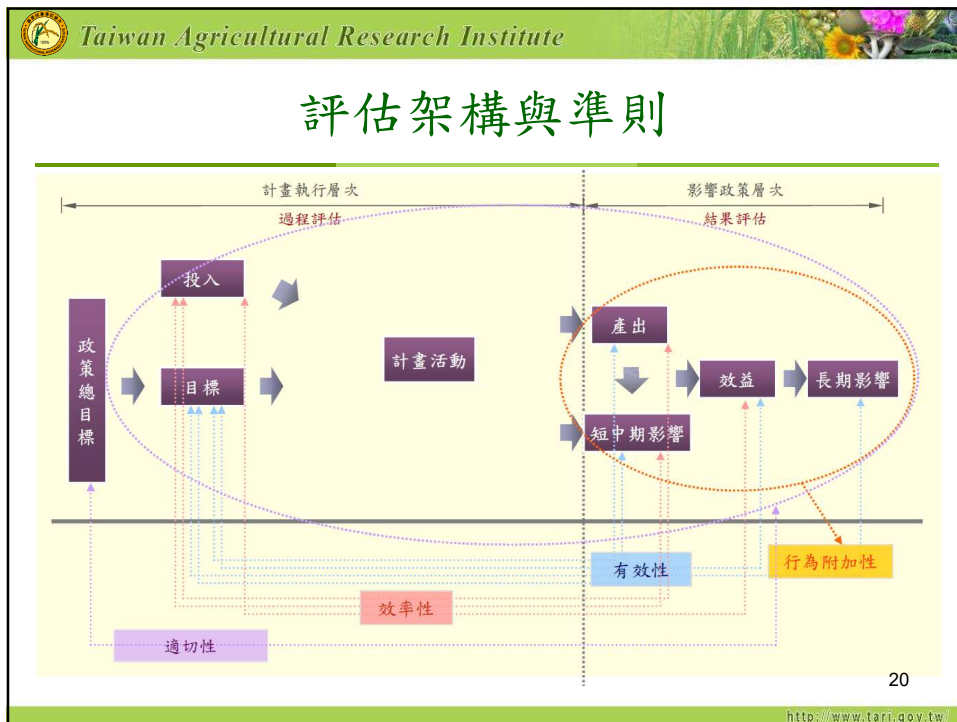 Taiwan Agricultural Research Institute
評估架構與準則
計畫執行層次
影響政策層次
過程評估
結果評估
投入
政策總目標
目標
計畫活動
產出
效益
長期影響
短中期影響
有效性
行為附加性
效率性
適切性
20
http://www.tari.gov.tw/